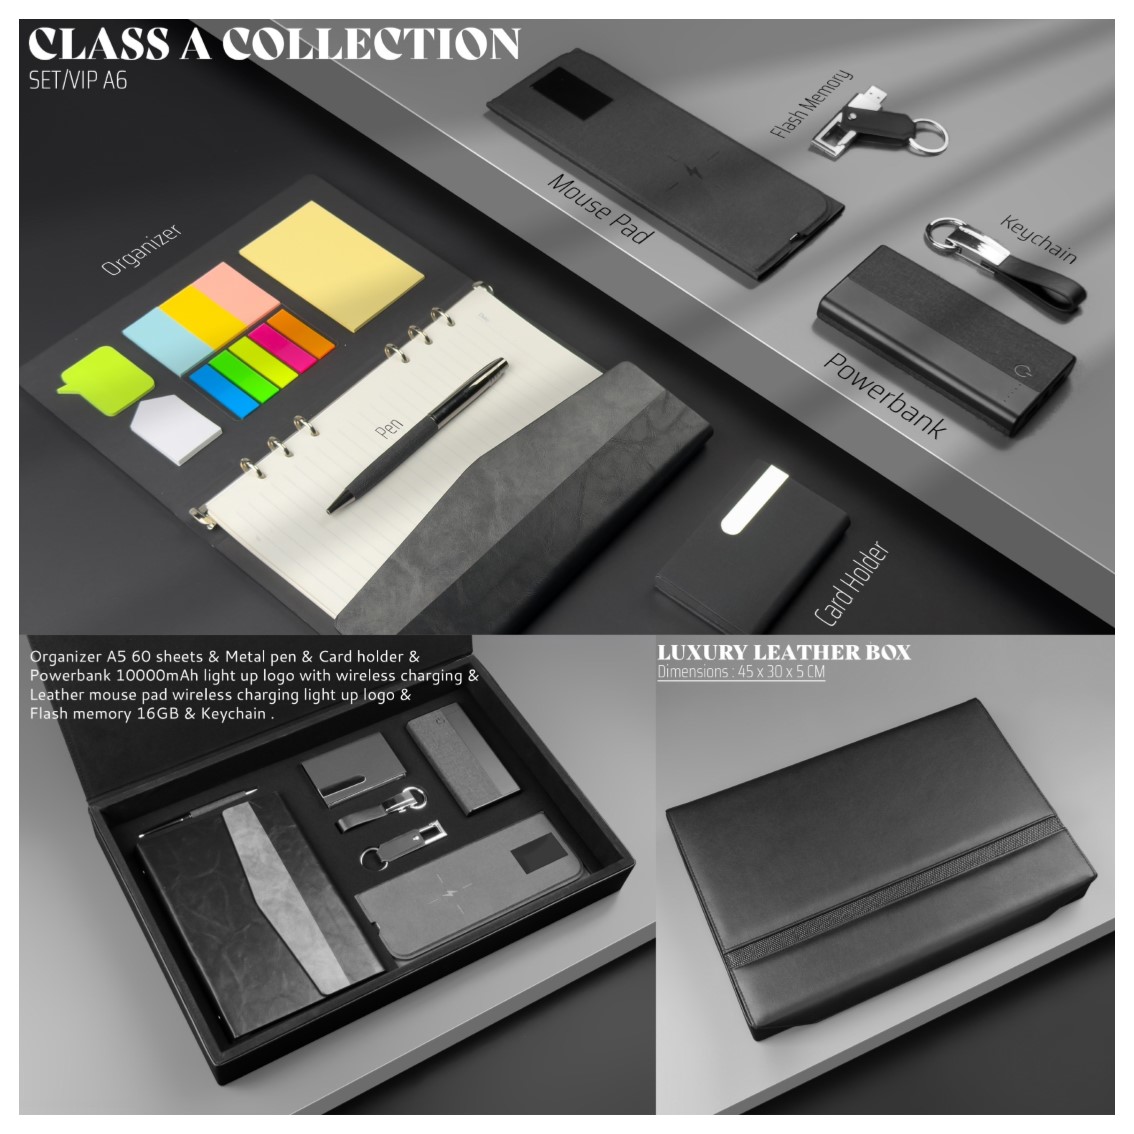 CLASS A COLLECTION
SET/VIP A6
Flash Memory
Mouse Pad
Keychain
Organizer
Powerbank
Pen
Card Holder
Organizer A5 60 sheets & Metal pen & Card holder &
Powerbank 10000mAh light up logo with wireless charging &
Leather mouse pad wireless charging light up logo &
Flash memory 16GB & Keychain .
LUXURY LEATHER BOX
Dimensions : 45 x 30 x 5 CM